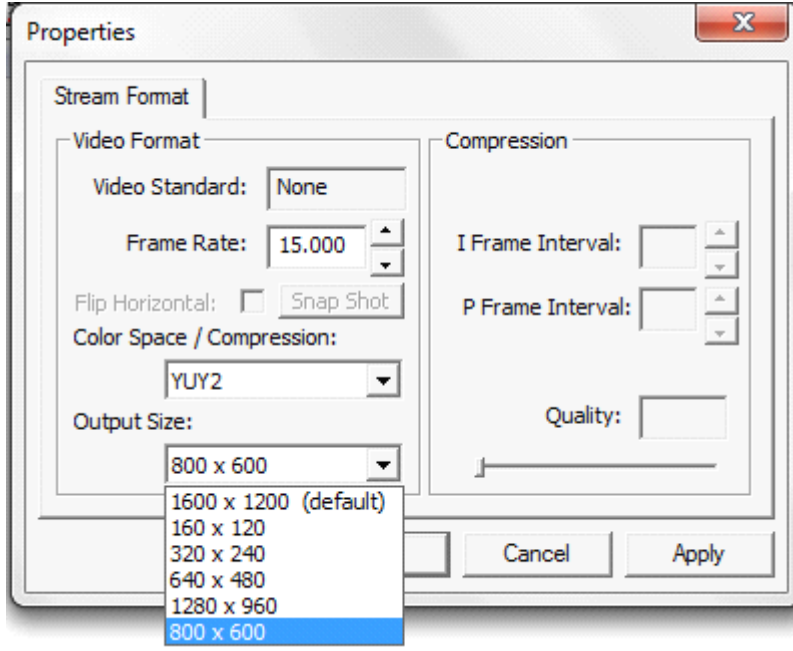 Properties
Stream Format
Video Format
Video Standard: None
Frame Rate: 15.000
Flip Horizontal: Snap Shot
Color Space / Compression:
YUY2
Output Size:
800 x 600
1600 x 1200 (default)
160 x 120
320 x 240
640 x 480
1280 x 960
800 x 600
Compression
I Frame Interval:
P Frame Interval:
Quality:
Cancel Apply